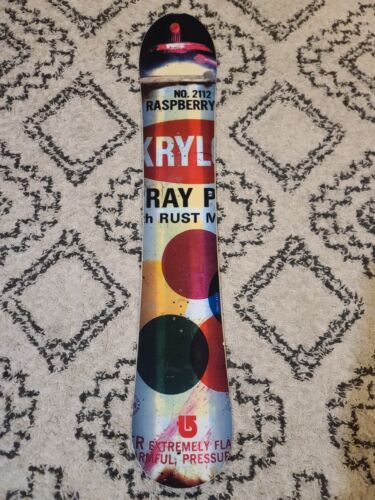 NO. 2112
RASPBERRY
KRYL
RAY P
h RUST M
R EXTREMELY FLA
RMFUL; PRESSUR